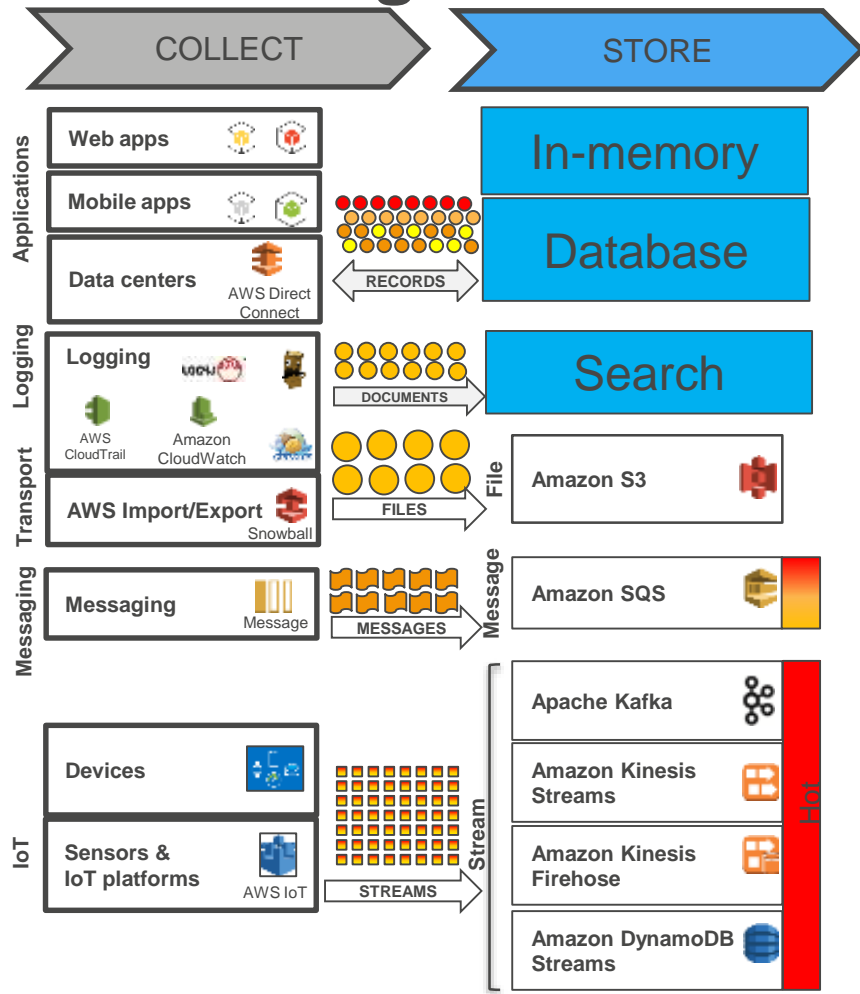 COLLECT
STORE
Applications
Web apps
Mobile apps
Data centers
AWS Direct
Connect
RECORDS
In-memory
Database
Logging
Logging
AWS
CloudTrail
Amazon
CloudWatch
DOCUMENTS
Search
Transport
AWS Import/Export
Snowball
FILES
File
Amazon S3
Messaging
Messaging
Message
MESSAGES
Message
Amazon SQS
IoT
Devices
Sensors &
IoT platforms
AWS IoT
STREAMS
Stream
Apache Kafka
Amazon Kinesis
Streams
Amazon Kinesis
Firehose
Amazon DynamoDB
Streams
Hot